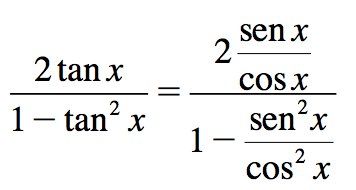 2 tan x / 1 − tan² x = 2 sen x / cos x / 1 − sen² x / cos² x